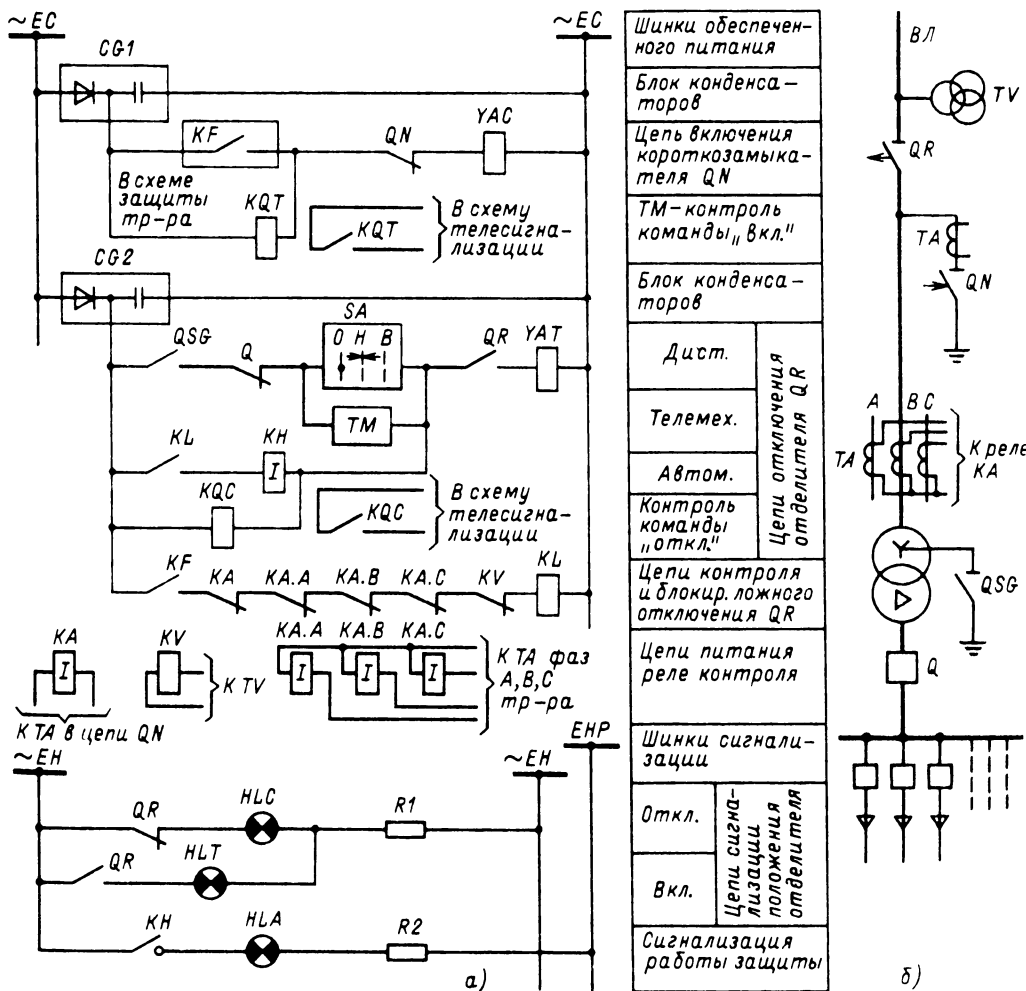 ~EC
~EC
CG1
KF
QN
YAC
В схеме
защиты
тр-ра
KQT
KQT
В схему
телесигна-
лизации
CG2
SA
O H B
QSG
Q
QR
YAT
TM
KL
KH
I
KQC
KQC
В схему
телесигна-
лизации
KF
KA
KA.A
KA.B
KA.C
KV
KL
KA
I
К ТА в цепи QN
KV
К TV
KA.A
KA.B
KA.C
I
I
I
К ТА фаз
А,В,С
тр-ра
EHP
~EH
~EH
QR
HLC
R1
QR
HLT
KH
HLA
R2
а)
Шинки обеспечен-
ного питания
Блок конденса-
торов
Цепь включения
короткозамыка-
теля QN
ТМ-контроль
команды „вкл."
Блок конденса-
торов
Дист.
Телемех.
Автом.
Контроль
команды
„откл."
Цепи отключения
отделителя QR
Цепи контроля
и блокир. ложного
отключения QR
Цепи питания
реле контроля
Шинки сигнали-
зации
Откл.
Вкл.
Цепи сигна-
лизации
положения
отделителя
Сигнализация
работы защиты
ВЛ
TV
QR
TA
QN
A
B
C
TA
К реле
KA
QSG
Q
б)